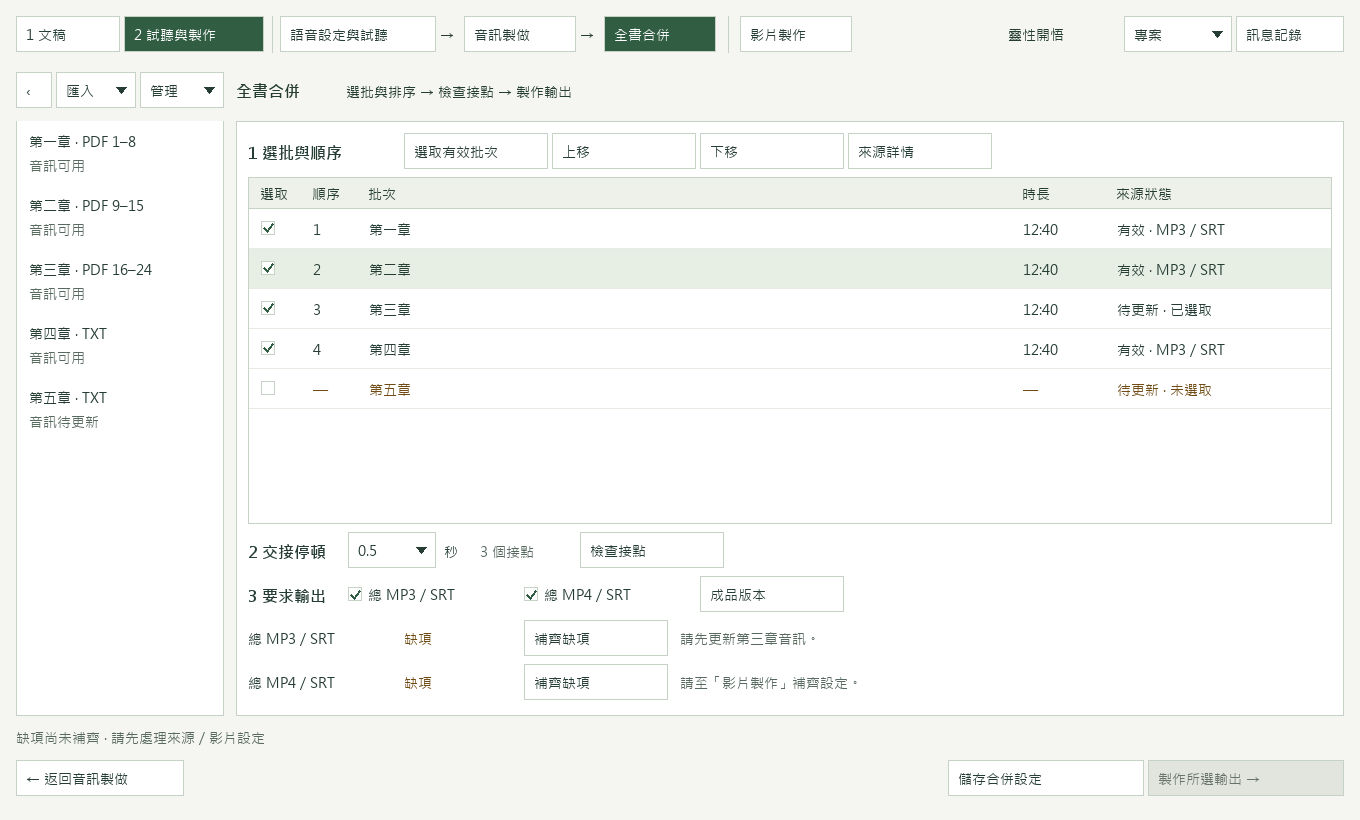 1 文稿 2 試聽與製作 語音設定與試聽 → 音訊製做 → 全書合併 影片製作 靈性開悟 專案 訊息記錄
‹ 匯入 管理 全書合併 選批與排序 → 檢查接點 → 製作輸出
第一章 · PDF 1–8
音訊可用
第二章 · PDF 9–15
音訊可用
第三章 · PDF 16–24
音訊可用
第四章 · TXT
音訊可用
第五章 · TXT
音訊待更新
1 選批與順序 選取有效批次 上移 下移 來源詳情
選取 順序 批次 時長 來源狀態
1 第一章 12:40 有效 · MP3 / SRT
2 第二章 12:40 有效 · MP3 / SRT
3 第三章 12:40 待更新 · 已選取
4 第四章 12:40 有效 · MP3 / SRT
— 第五章 — 待更新 · 未選取
2 交接停頓 0.5 秒 3 個接點 檢查接點
3 要求輸出 總 MP3 / SRT 總 MP4 / SRT 成品版本
總 MP3 / SRT 缺項 補齊缺項 請先更新第三章音訊。
總 MP4 / SRT 缺項 補齊缺項 請至「影片製作」補齊設定。
缺項尚未補齊 · 請先處理來源 / 影片設定
← 返回音訊製做 儲存合併設定 製作所選輸出 →